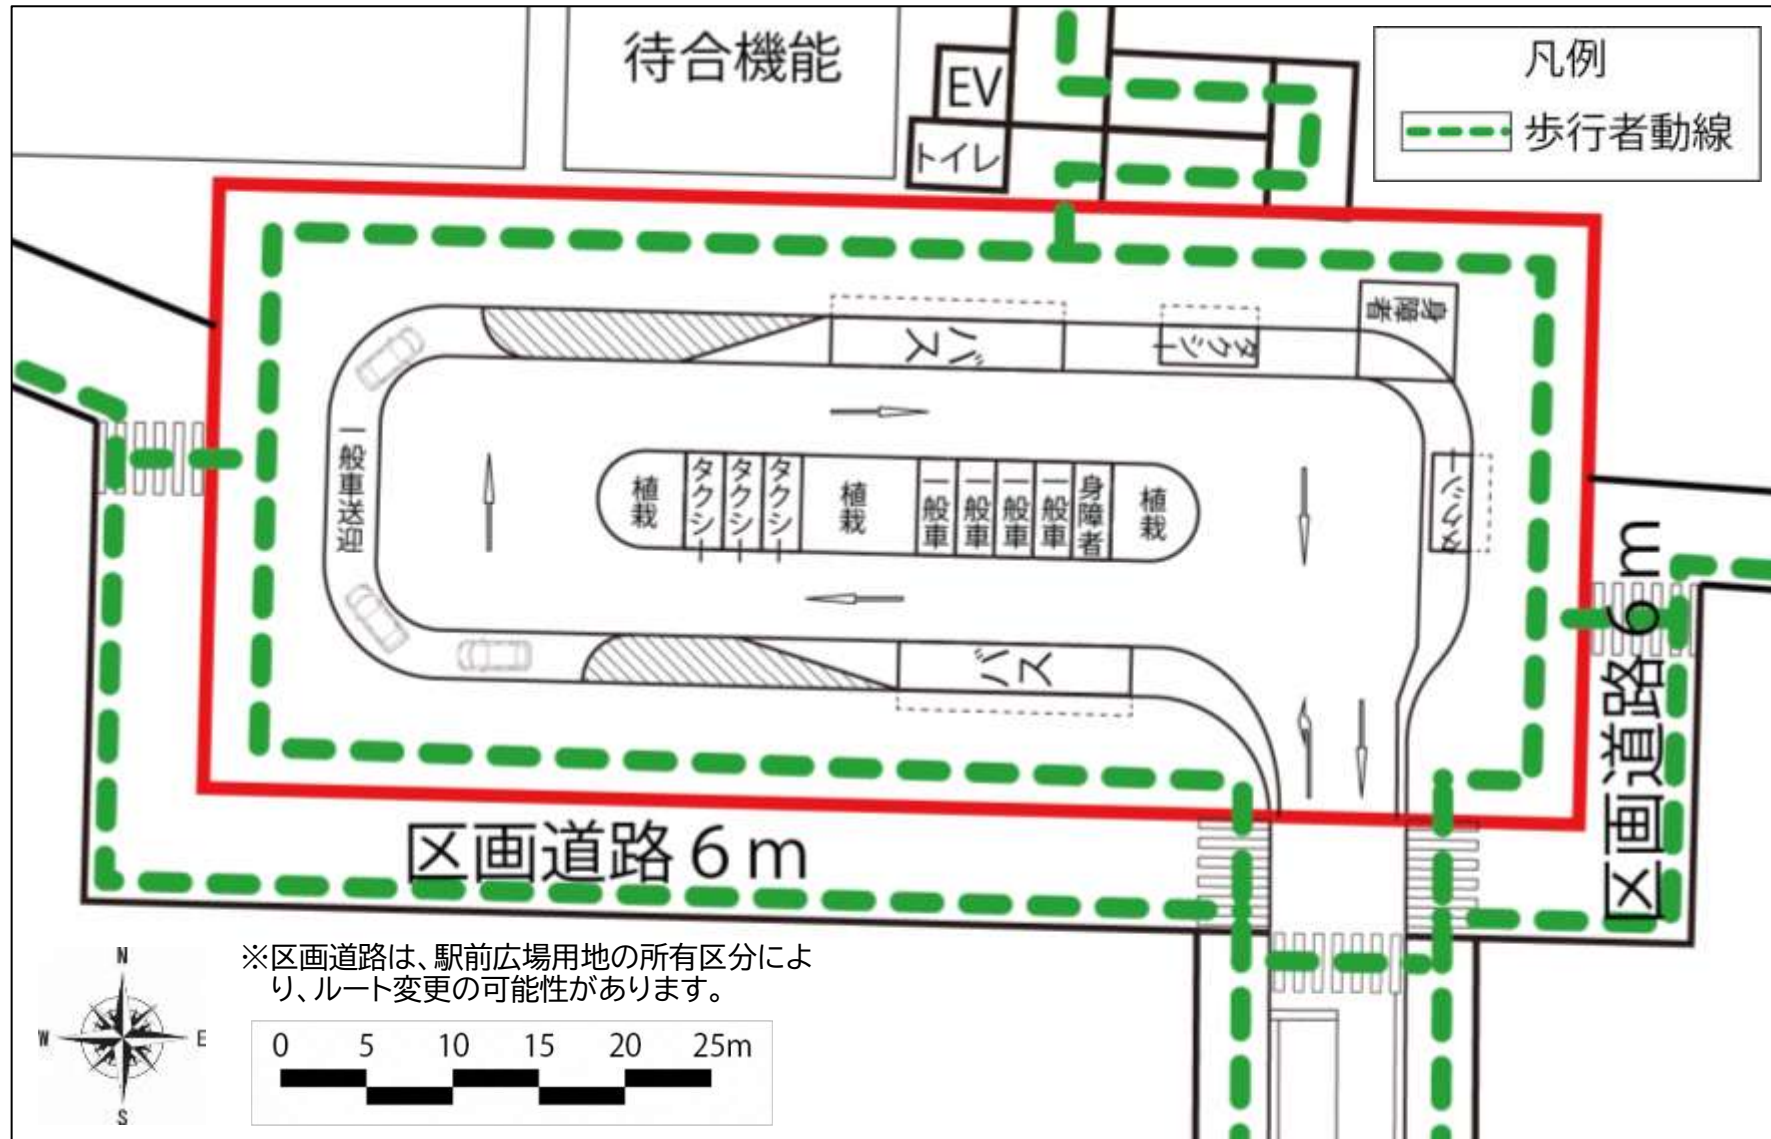 待合機能
EV
トイレ
凡例
歩行者動線
バス
タクシー
身障者
一般車送迎
植栽
タクシー
タクシー
タクシー
植栽
一般車
一般車
一般車
一般車
身障者
植栽
タクシー
バス
区画道路6m
区画道路6m
※区画道路は、駅前広場用地の所有区分によ
り、ルート変更の可能性があります。
N
W
E
S
0 5 10 15 20 25m